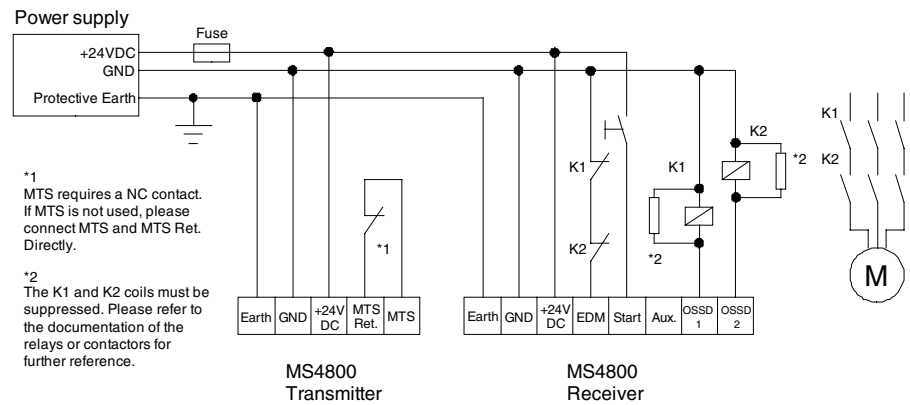 Power supply
Fuse
+24VDC
GND
Protective Earth
K1
K2
K2
*2
K1
K1
*2
K2
*1
MTS requires a NC contact.
If MTS is not used, please
connect MTS and MTS Ret.
Directly.
*1
*2
The K1 and K2 coils must be
suppressed. Please refer to
the documentation of the
relays or contactors for
further reference.
M
Earth GND +24V DC MTS Ret. MTS
Earth GND +24V DC EDM Start Aux. OSSD 1 OSSD 2
MS4800
Transmitter
MS4800
Receiver